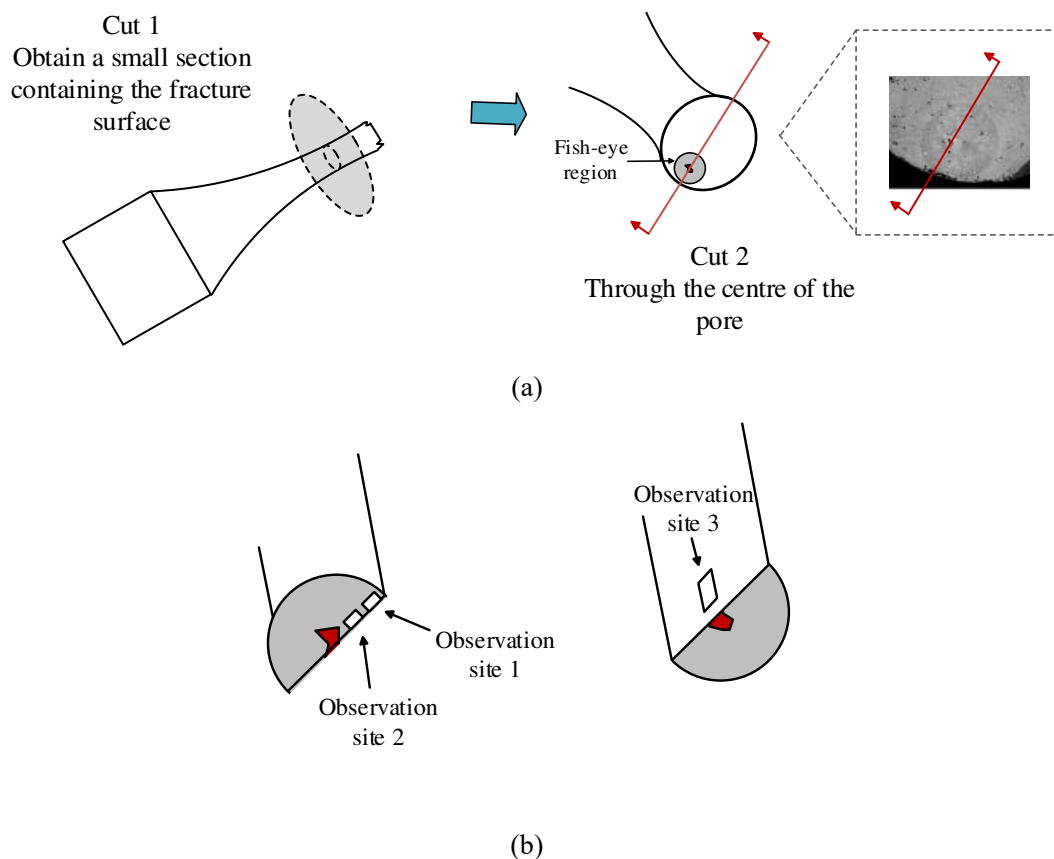 Cut 1
Obtain a small section
containing the fracture
surface
Fish-eye
region
Cut 2
Through the centre of the
pore
(a)
Observation
site 3
Observation
site 1
Observation
site 2
(b)